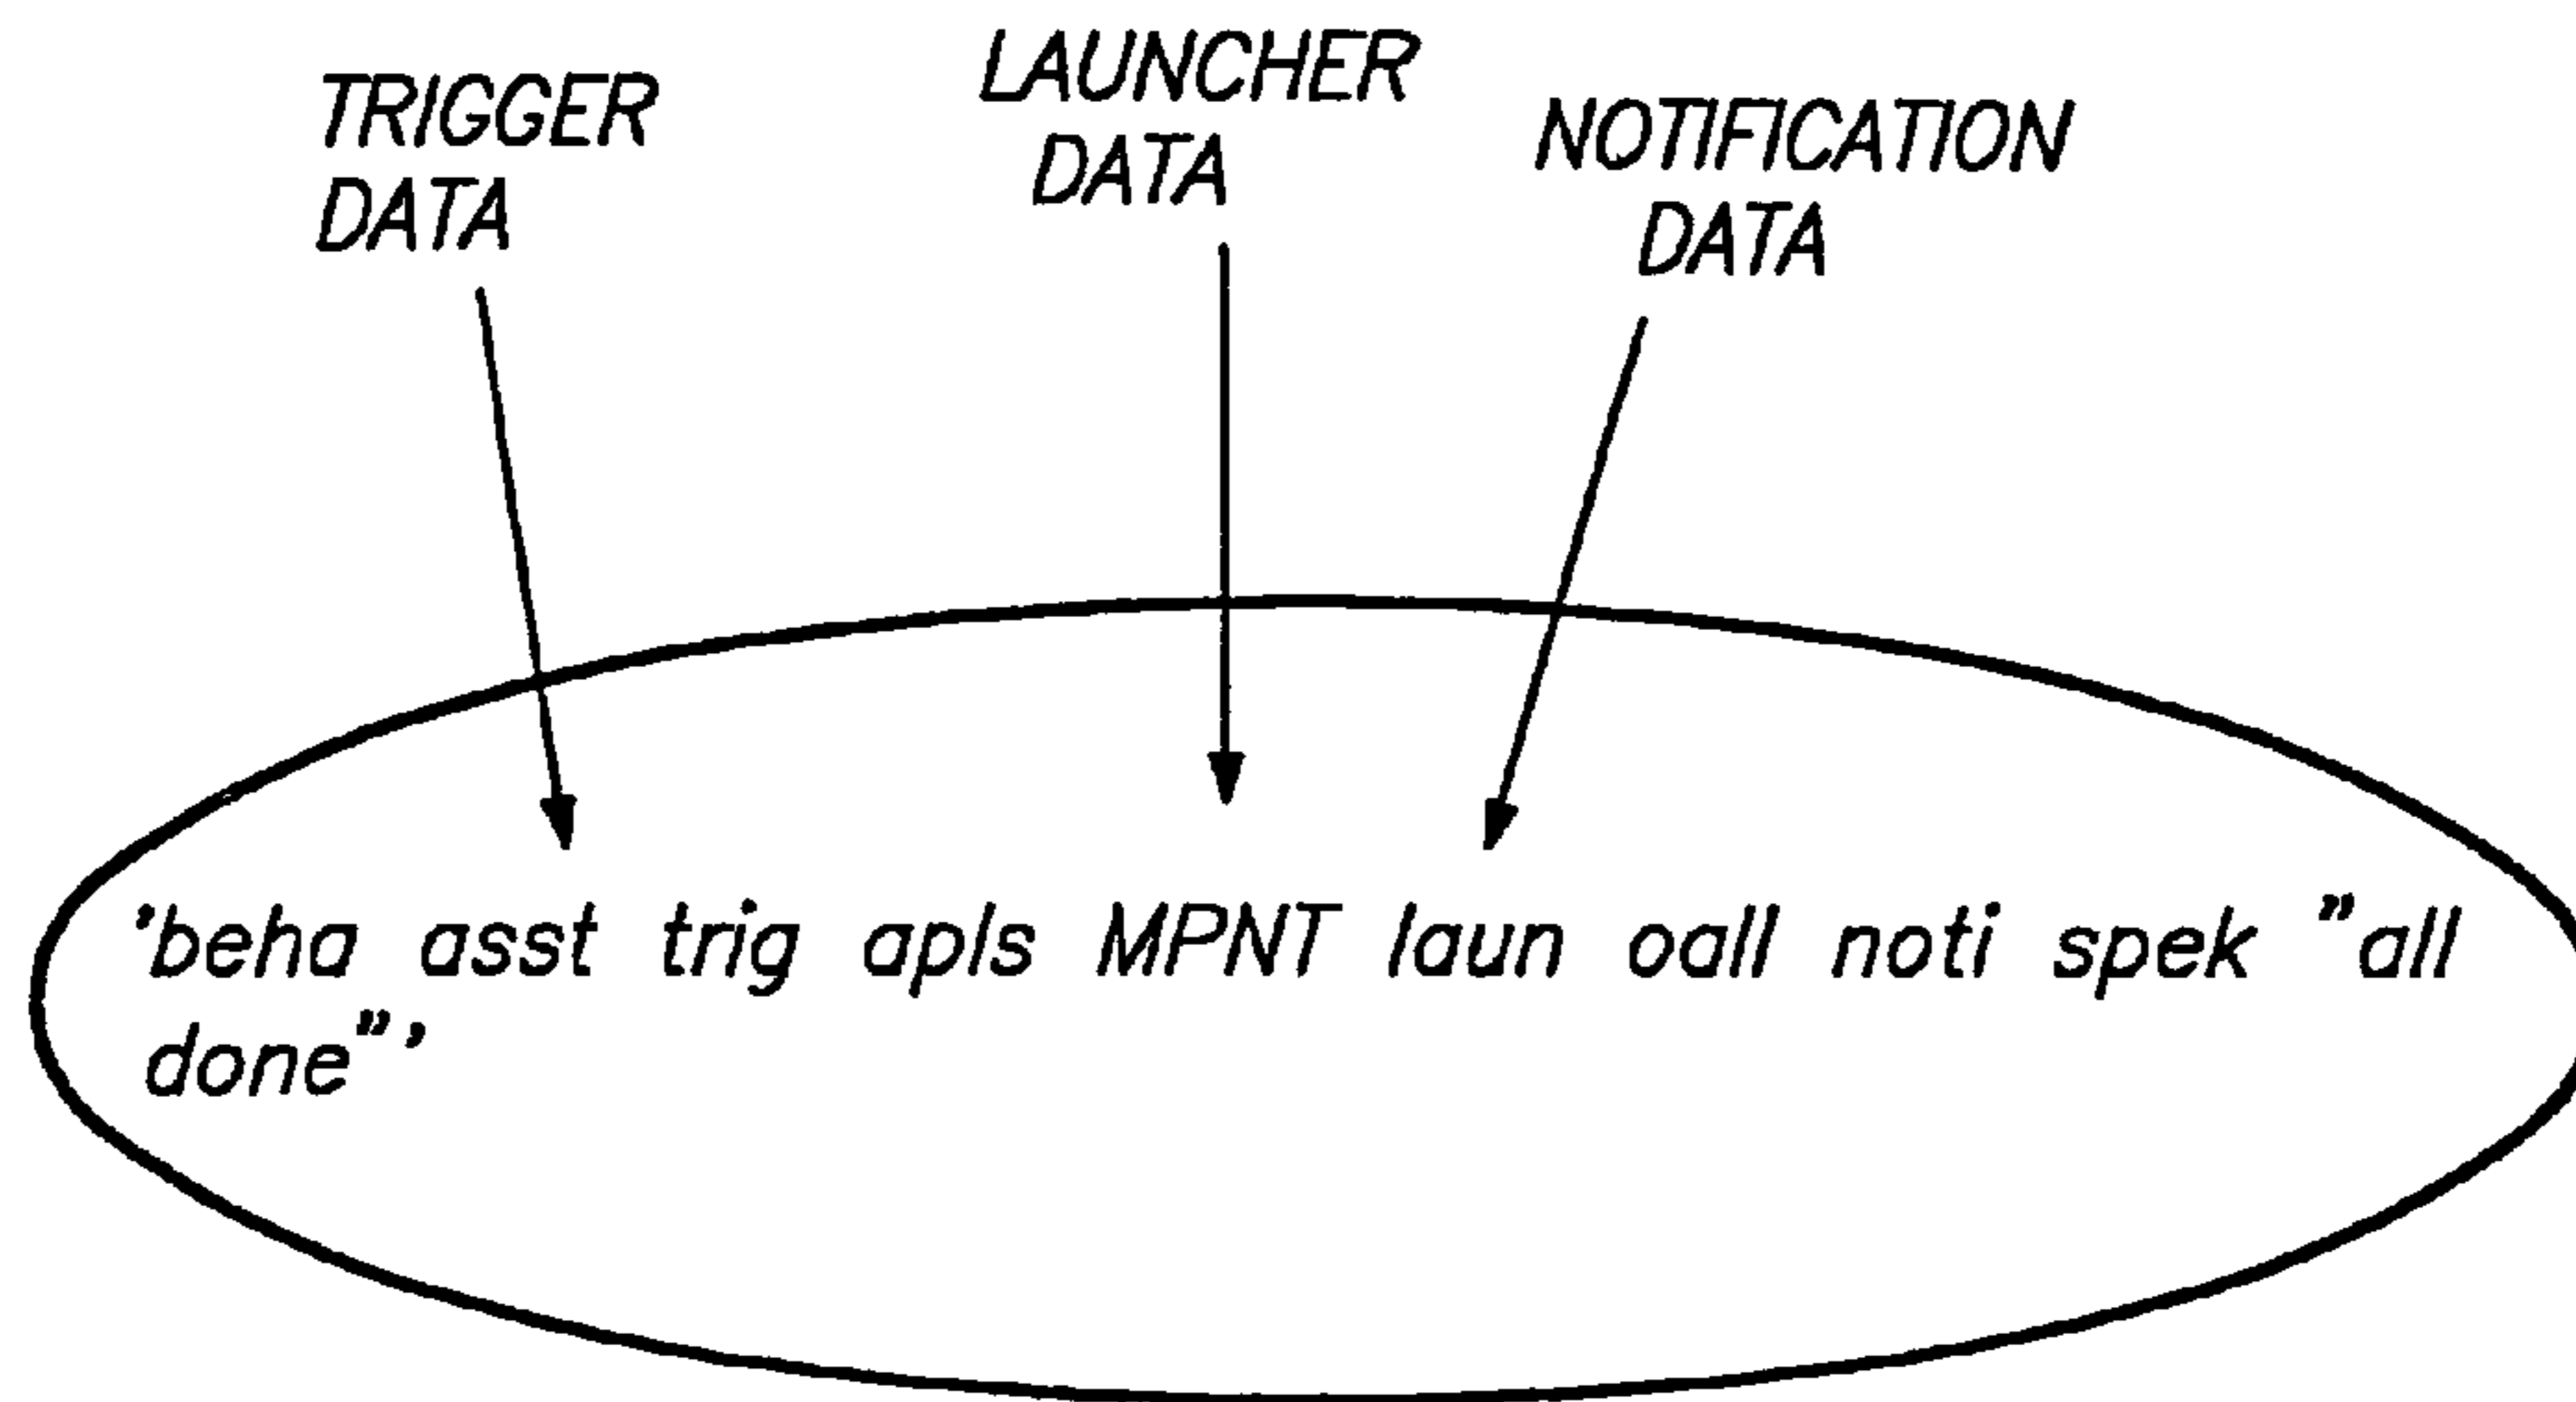 TRIGGER
DATA
LAUNCHER
DATA
NOTIFICATION
DATA
'beha asst trig apls MPNT laun oall noti spek "all
done"'